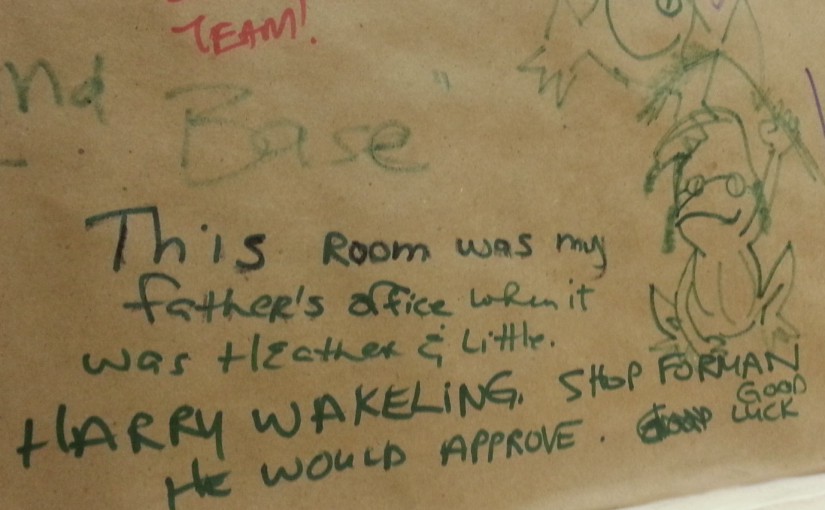 TEAM!
nd Base"
This Room was my
father's office when it
was Heather & Little.
HARRY WAKELING. SHOP FORMAN
HE WOULD APPROVE. GOOD
LUCK